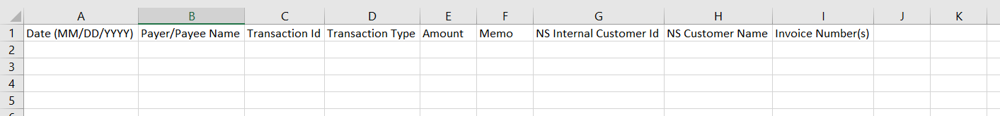 A B C D E F G H I J K
1 Date (MM/DD/YYYY) Payer/Payee Name Transaction Id Transaction Type Amount Memo NS Internal Customer Id NS Customer Name Invoice Number(s)
2
3
4
5